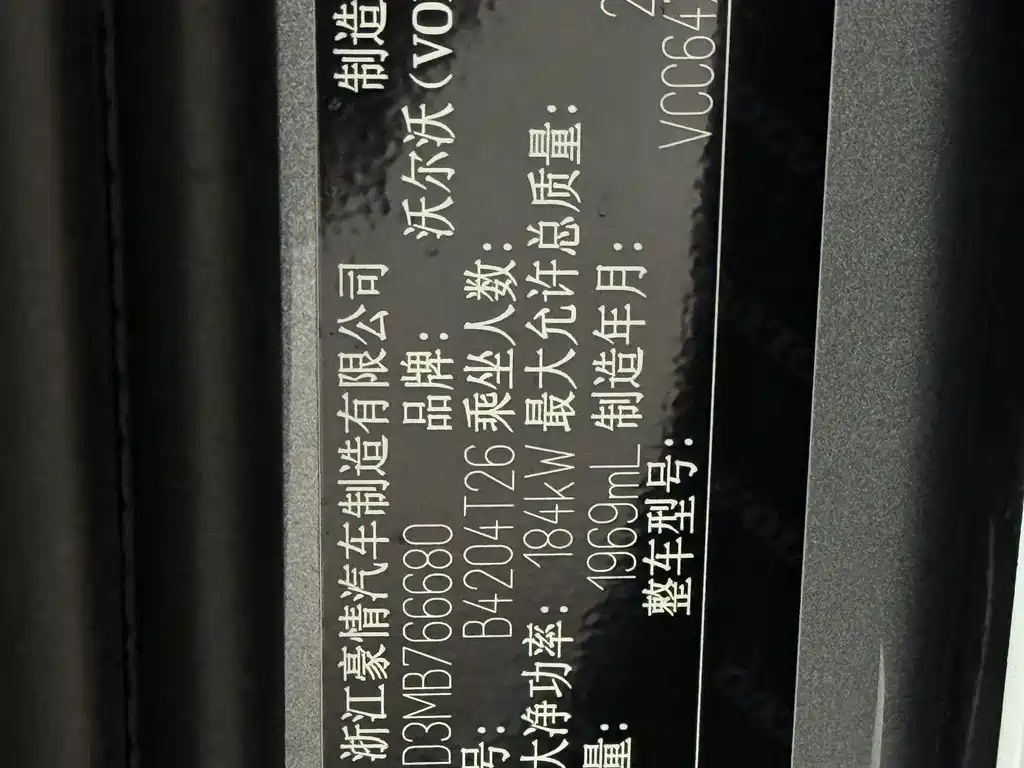 浙江豪情汽车制造有限公司 制造
D3MB766680 品牌: 沃尔沃 (VO
号: B4204T26 乘坐人数:
大净功率: 184kW 最大允许总质量: 2
量: 1969mL 制造年月:
整车型号: VCC647